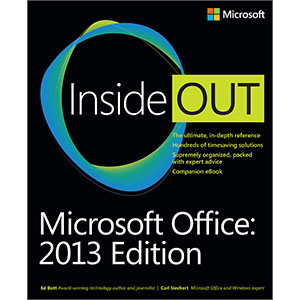 Microsoft
Inside OUT
The ultimate, in-depth reference
Hundreds of timesaving solutions
Supremely organized, packed
with expert advice
Companion eBook
Microsoft Office:
2013 Edition
Ed Bott Award-winning technology author and journalist | Carl Siechert Microsoft Office and Windows expert